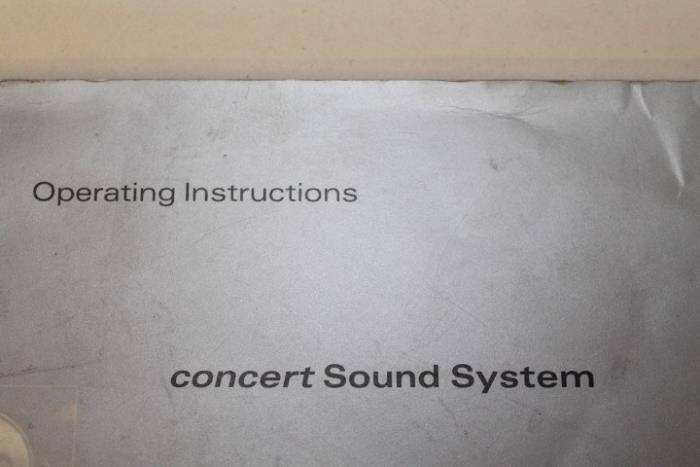 Operating Instructions
concert Sound System